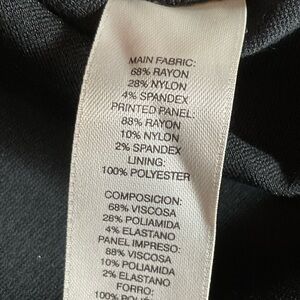 MAIN FABRIC:
68% RAYON
28% NYLON
4% SPANDEX
PRINTED PANEL:
88% RAYON
10% NYLON
2% SPANDEX
LINING:
100% POLYESTER
COMPOSICION:
68% VISCOSA
28% POLIAMIDA
4% ELASTANO
PANEL IMPRESO:
88% VISCOSA
10% POLIAMIDA
2% ELASTANO
FORRO:
100%